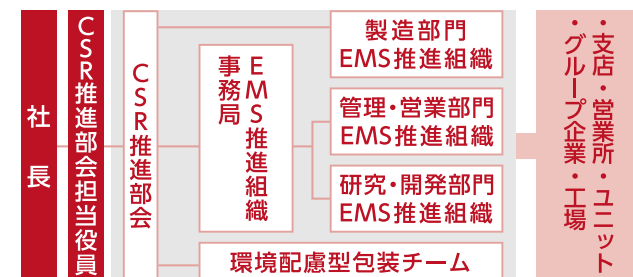 社長
CSR推進部会担当役員
CSR推進部会
EMS推進組織
事務局
製造部門
EMS推進組織
管理・営業部門
EMS推進組織
研究・開発部門
EMS推進組織
環境配慮型包装チーム
・支店・営業所・ユニット
・グループ企業・工場